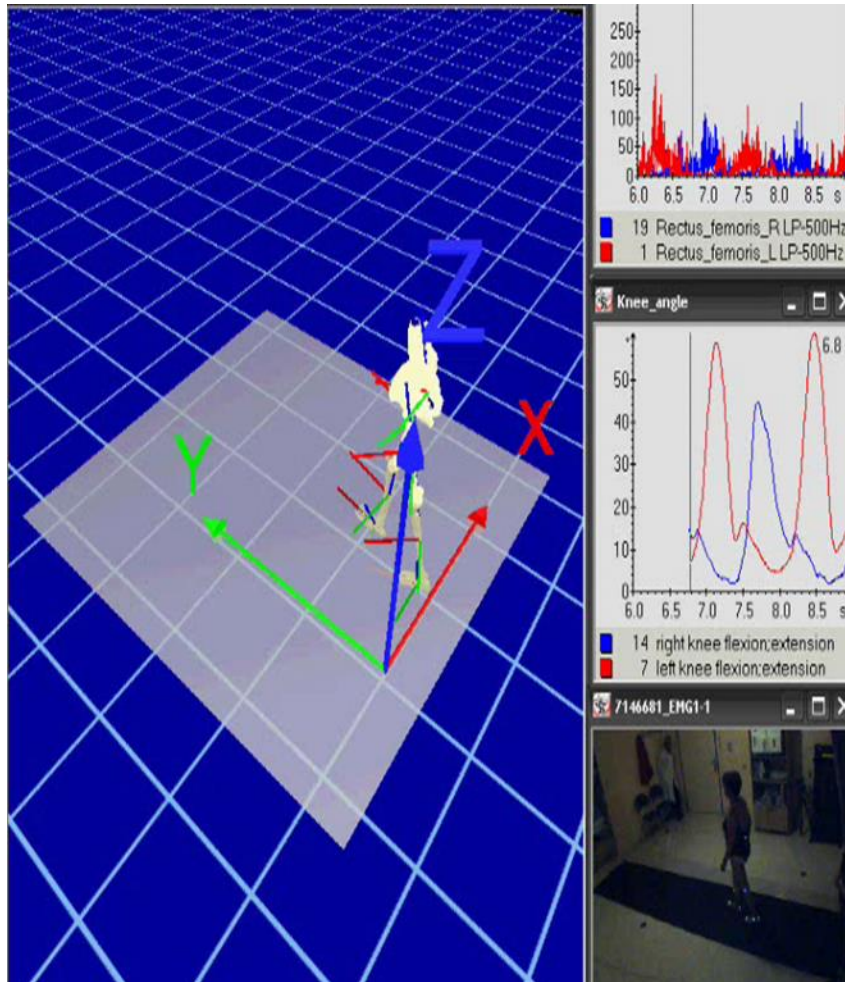 Z
X
Y
250
200
150
100
50
0
6.0 6.5 7.0 7.5 8.0 8.5 s
19 Rectus_femoris_R LP-500Hz
1 Rectus_femoris_L LP-500Hz
Knee_angle
6.8
50
40
30
20
10
0
6.0 6.5 7.0 7.5 8.0 8.5 s
14 right knee flexion:extension
7 left knee flexion:extension
7146681_EMG1-1